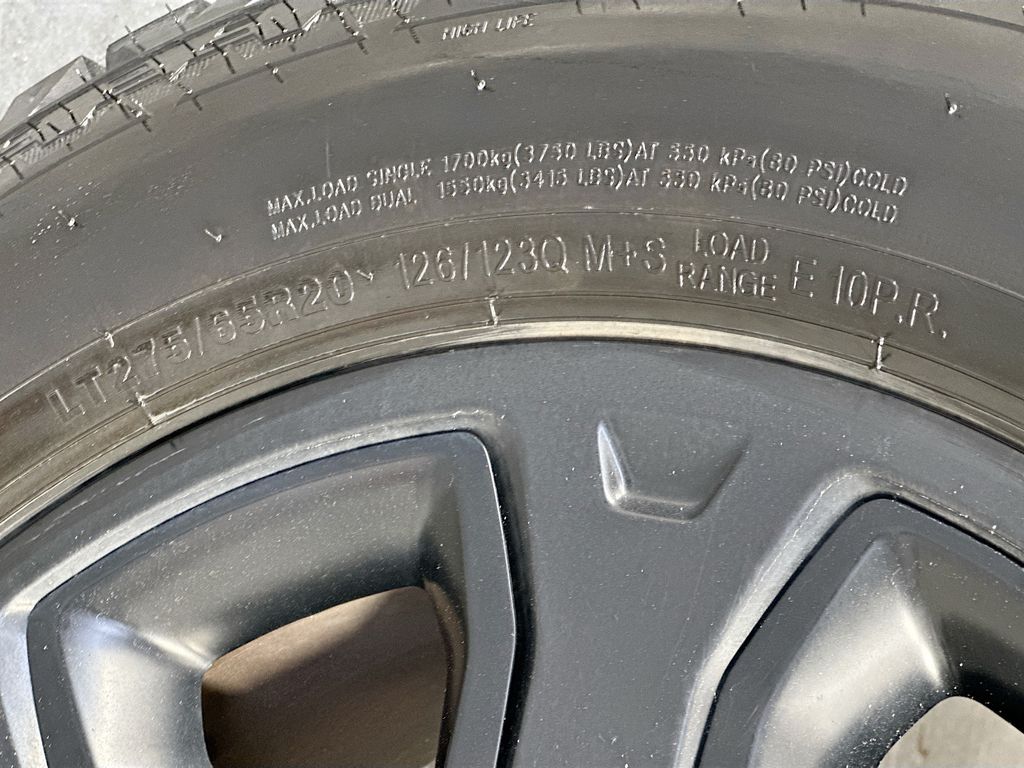 HIGH LIFE
MAX.LOAD SINGLE 1700kg(3750 LBS)AT 550 kPa(80 PSI)COLD
MAX.LOAD DUAL 1550kg(3415 LBS)AT 550 kPa(80 PSI)COLD
LT275/65R20 126/123Q M+S LOAD RANGE E 10P.R.